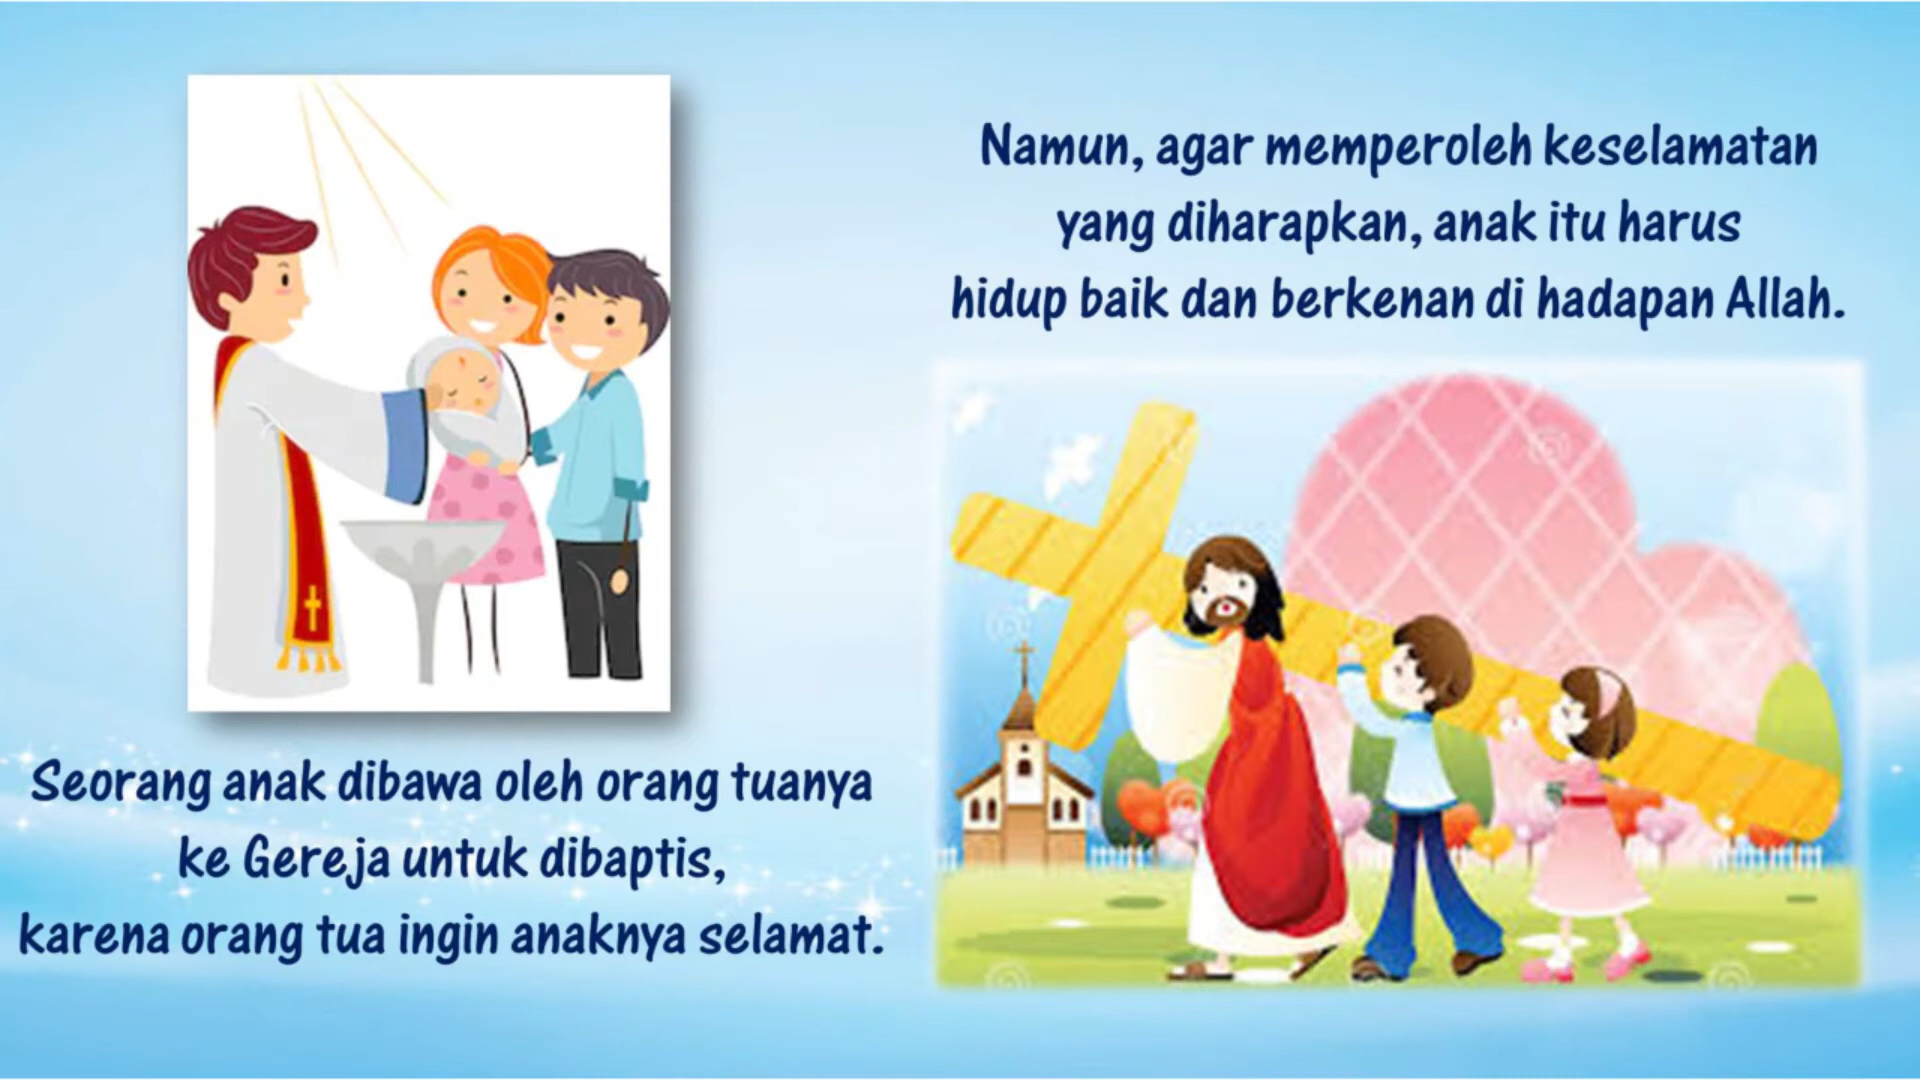 Seorang anak dibawa oleh orang tuanya
ke Gereja untuk dibaptis,
karena orang tua ingin anaknya selamat.
Namun, agar memperoleh keselamatan
yang diharapkan, anak itu harus
hidup baik dan berkenan di hadapan Allah.